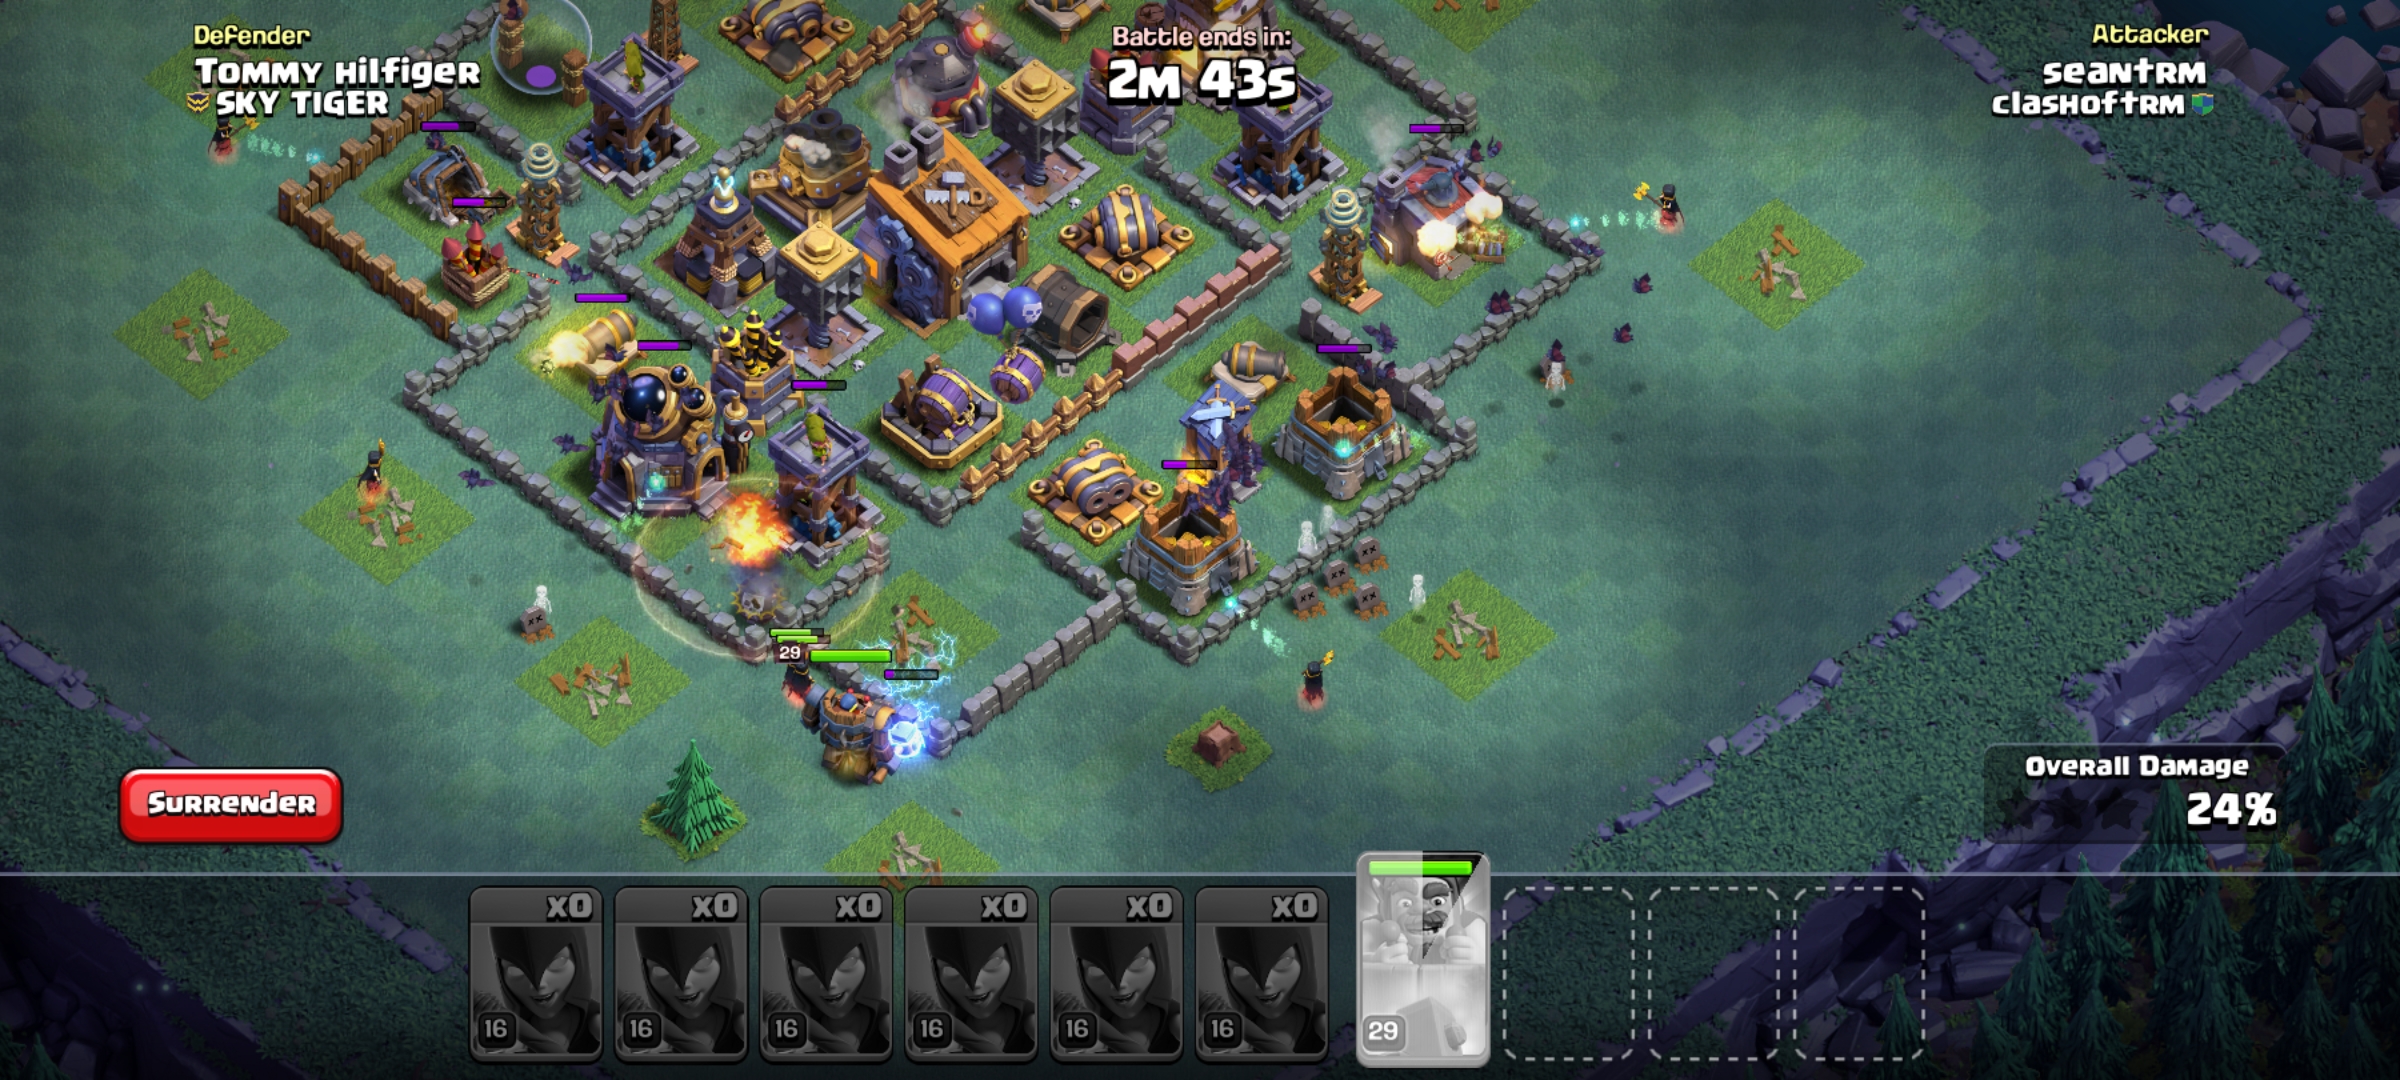 Defender
Tommy Hilfiger
SKY TIGER
Battle ends in:
2M 43s
Attacker
seantrm
clashoftrm
29
Surrender
Overall Damage
24%
x0
x0
x0
x0
x0
x0
16
16
16
16
16
16
29